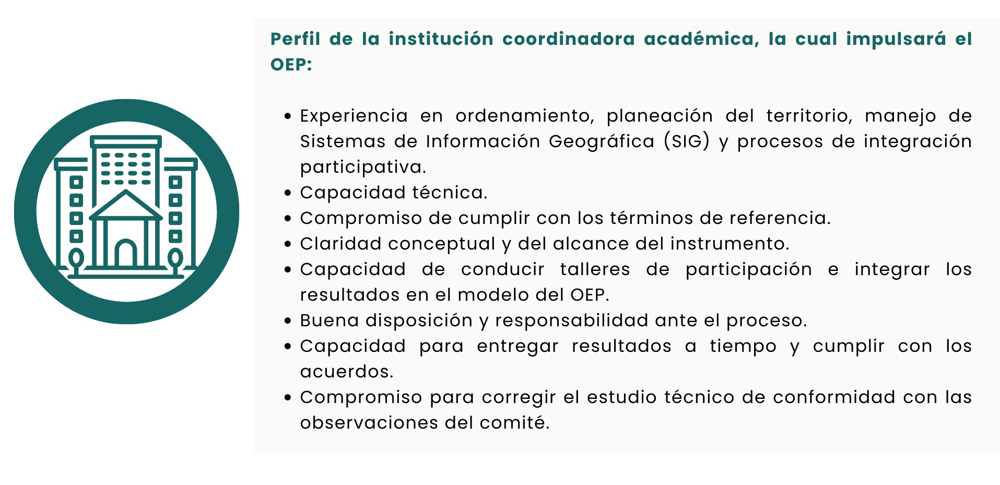 Perfil de la institución coordinadora académica, la cual impulsará el
OEP:
• Experiencia en ordenamiento, planeación del territorio, manejo de
Sistemas de Información Geográfica (SIG) y procesos de integración
participativa.
• Capacidad técnica.
• Compromiso de cumplir con los términos de referencia.
• Claridad conceptual y del alcance del instrumento.
• Capacidad de conducir talleres de participación e integrar los
resultados en el modelo del OEP.
• Buena disposición y responsabilidad ante el proceso.
• Capacidad para entregar resultados a tiempo y cumplir con los
acuerdos.
• Compromiso para corregir el estudio técnico de conformidad con las
observaciones del comité.